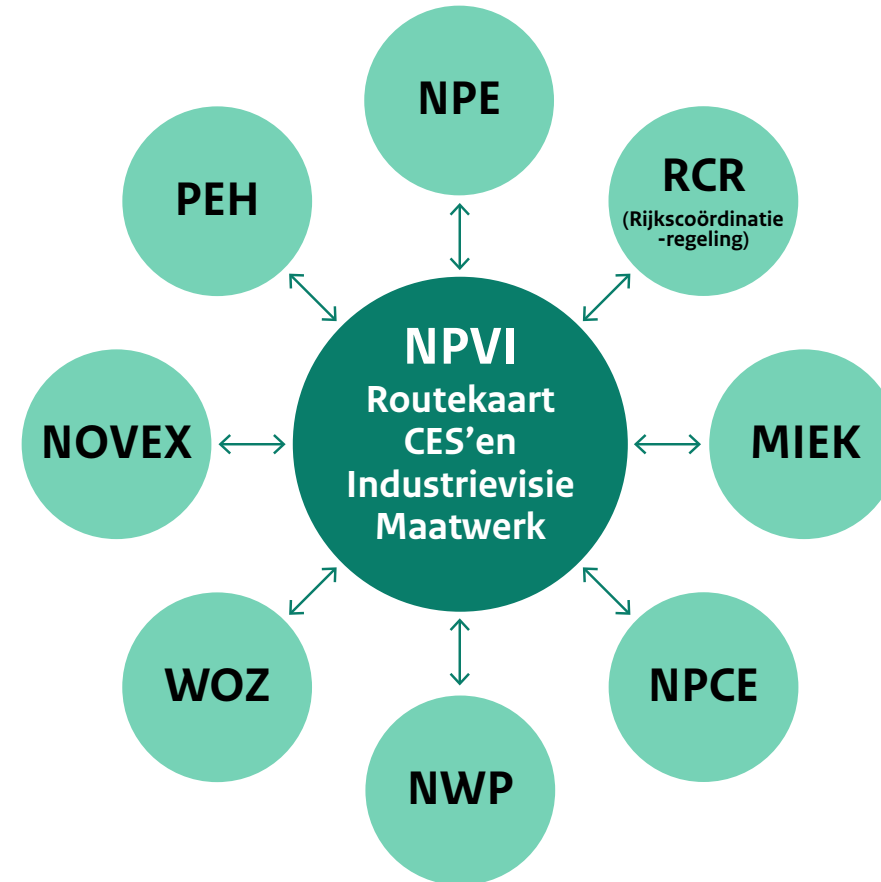 NPE
PEH
RCR
(Rijkscoördinatie
-regeling)
NPVI
Routekaart
CES’en
Industrievisie
Maatwerk
NOVEX
MIEK
WOZ
NPCE
NWP